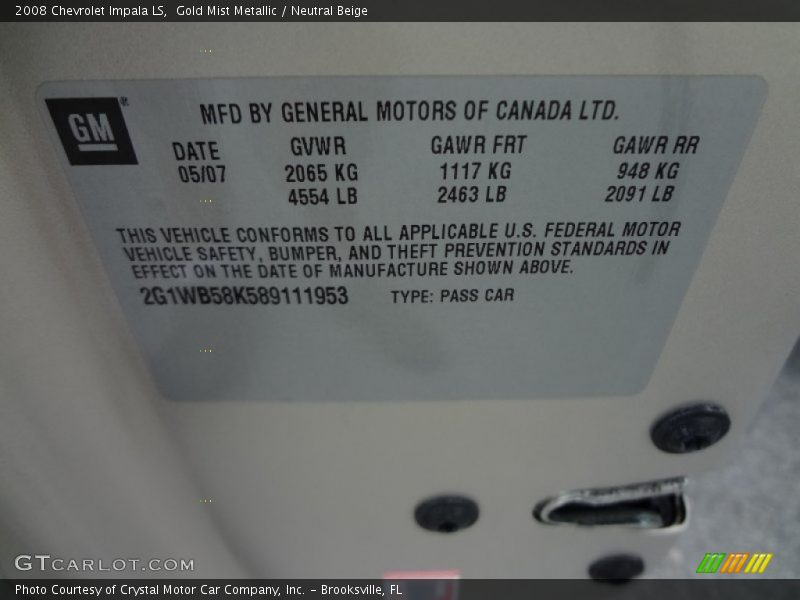 2008 Chevrolet Impala LS,  Gold Mist Metallic / Neutral Beige
GM®
MFD BY GENERAL MOTORS OF CANADA LTD.
DATE GVWR GAWR FRT GAWR RR
05/07 2065 KG 1117 KG 948 KG
4554 LB 2463 LB 2091 LB
THIS VEHICLE CONFORMS TO ALL APPLICABLE U.S. FEDERAL MOTOR
VEHICLE SAFETY, BUMPER, AND THEFT PREVENTION STANDARDS IN
EFFECT ON THE DATE OF MANUFACTURE SHOWN ABOVE.
2G1WB58K589111953 TYPE: PASS CAR
GTCARLOT.COM
Photo Courtesy of Crystal Motor Car Company, Inc. – Brooksville, FL